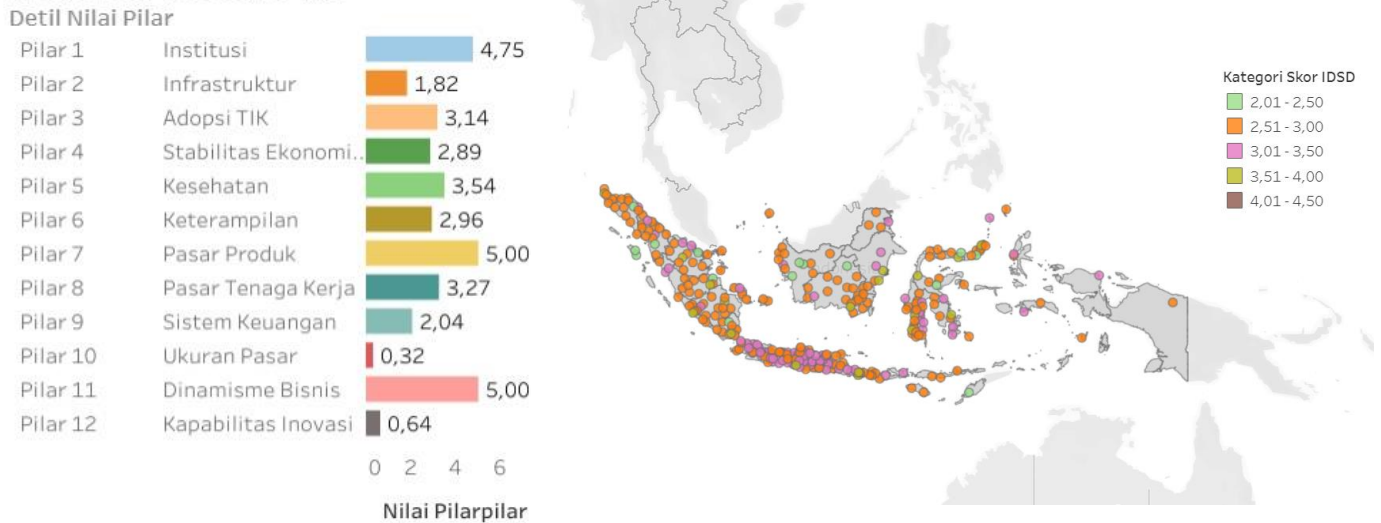 Detil Nilai Pilar
Pilar 1 Institusi 4,75
Pilar 2 Infrastruktur 1,82
Pilar 3 Adopsi TIK 3,14
Pilar 4 Stabilitas Ekonomi.. 2,89
Pilar 5 Kesehatan 3,54
Pilar 6 Keterampilan 2,96
Pilar 7 Pasar Produk 5,00
Pilar 8 Pasar Tenaga Kerja 3,27
Pilar 9 Sistem Keuangan 2,04
Pilar 10 Ukuran Pasar 0,32
Pilar 11 Dinamisme Bisnis 5,00
Pilar 12 Kapabilitas Inovasi 0,64
0 2 4 6
Nilai Pilarpilar
Kategori Skor IDSD
2,01 - 2,50
2,51 - 3,00
3,01 - 3,50
3,51 - 4,00
4,01 - 4,50